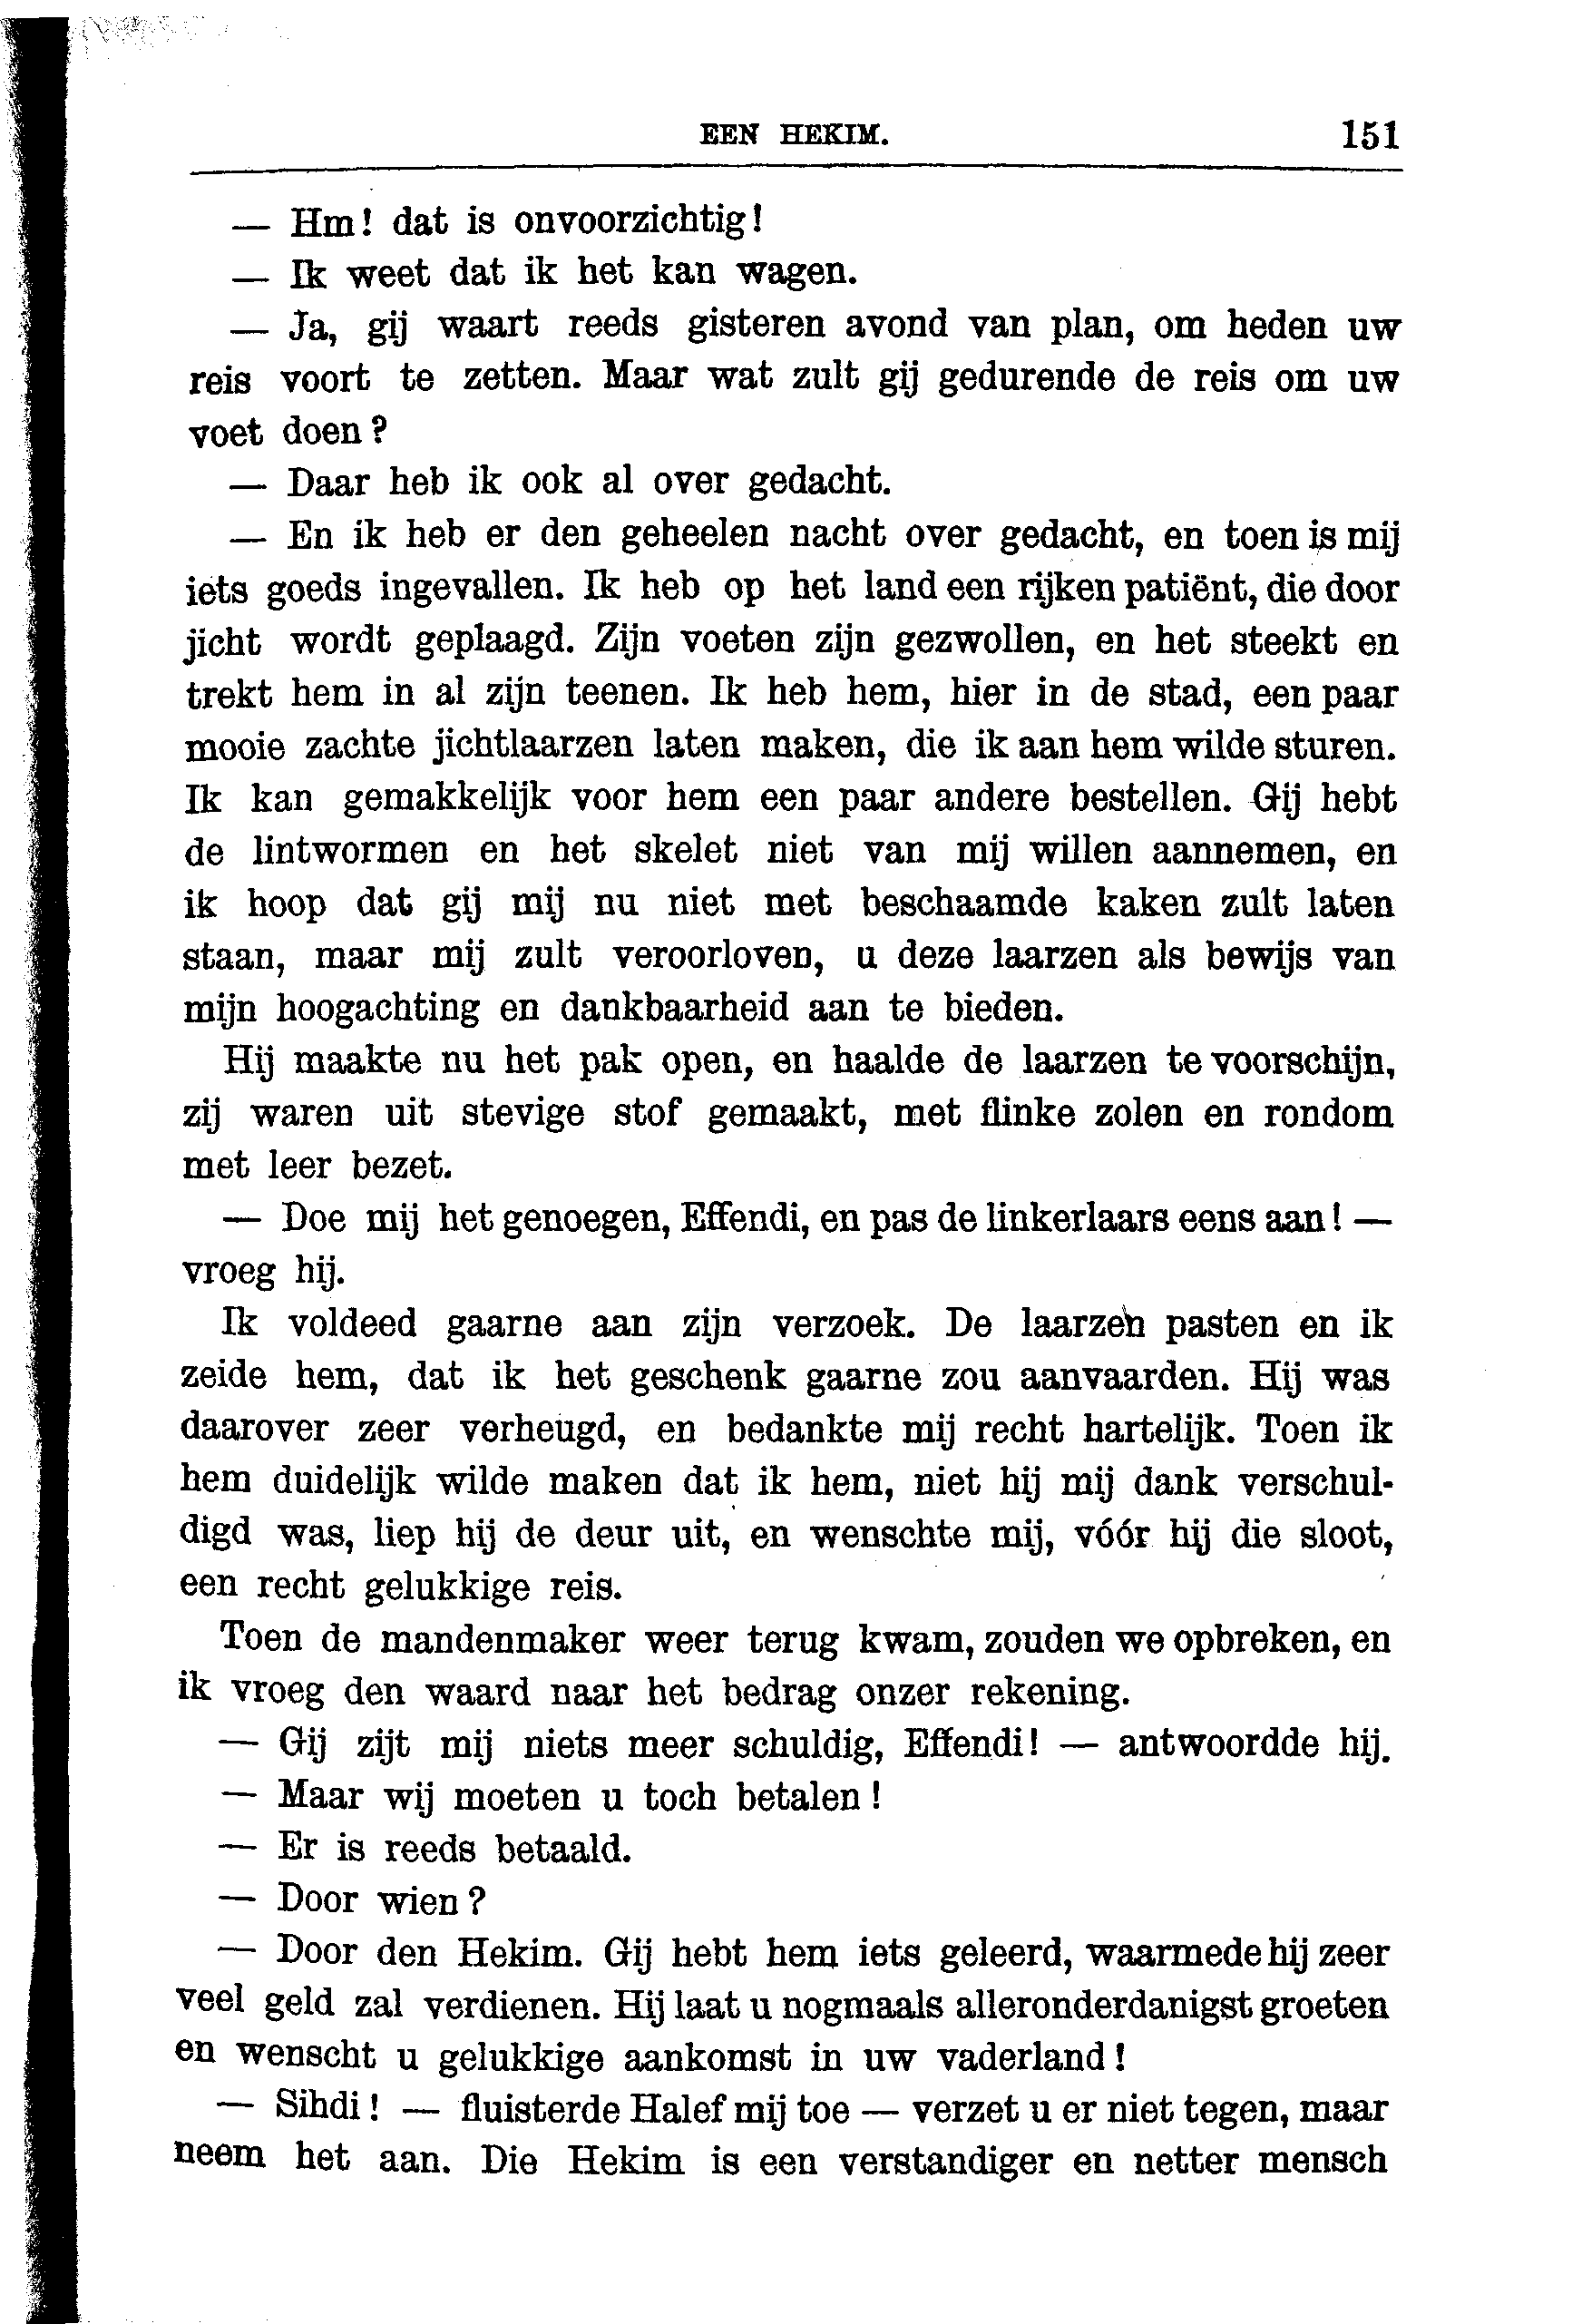 EEN HEKIM. 151
— Hm! dat is onvoorzichtig!
— Ik weet dat ik het kan wagen.
— Ja, gij waart reeds gisteren avond van plan, om heden uw
reis voort te zetten. Maar wat zult gij gedurende de reis om uw
voet doen?
— Daar heb ik ook al over gedacht.
— En ik heb er den geheelen nacht over gedacht, en toen is mij
iets goeds ingevallen. Ik heb op het land een rijken patiënt, die door
jicht wordt geplaagd. Zijn voeten zijn gezwollen, en het steekt en
trekt hem in al zijn teenen. Ik heb hem, hier in de stad, een paar
mooie zachte jichtlaarzen laten maken, die ik aan hem wilde sturen.
Ik kan gemakkelijk voor hem een paar andere bestellen. Gij hebt
de lintwormen en het skelet niet van mij willen aannemen, en
ik hoop dat gij mij nu niet met beschaamde kaken zult laten
staan, maar mij zult veroorloven, u deze laarzen als bewijs van
mijn hoogachting en dankbaarheid aan te bieden.
Hij maakte nu het pak open, en haalde de laarzen te voorschijn,
zij waren uit stevige stof gemaakt, met flinke zolen en rondom
met leer bezet.
— Doe mij het genoegen, Effendi, en pas de linkerlaars eens aan! —
vroeg hij.
Ik voldeed gaarne aan zijn verzoek. De laarzen pasten en ik
zeide hem, dat ik het geschenk gaarne zou aanvaarden. Hij was
daarover zeer verheugd, en bedankte mij recht hartelijk. Toen ik
hem duidelijk wilde maken dat ik hem, niet hij mij dank verschul-
digd was, liep hij de deur uit, en wenschte mij, vóór hij die sloot,
een recht gelukkige reis.
Toen de mandenmaker weer terug kwam, zouden we opbreken, en
ik vroeg den waard naar het bedrag onzer rekening.
— Gij zijt mij niets meer schuldig, Effendi! — antwoordde hij.
— Maar wij moeten u toch betalen!
— Er is reeds betaald.
— Door wien?
— Door den Hekim. Gij hebt hem iets geleerd, waarmede hij zeer
veel geld zal verdienen. Hij laat u nogmaals alleronderdanigst groeten
en wenscht u gelukkige aankomst in uw vaderland!
— Sihdi! — fluisterde Halef mij toe — verzet u er niet tegen, maar
neem het aan. Die Hekim is een verstandiger en netter mensch